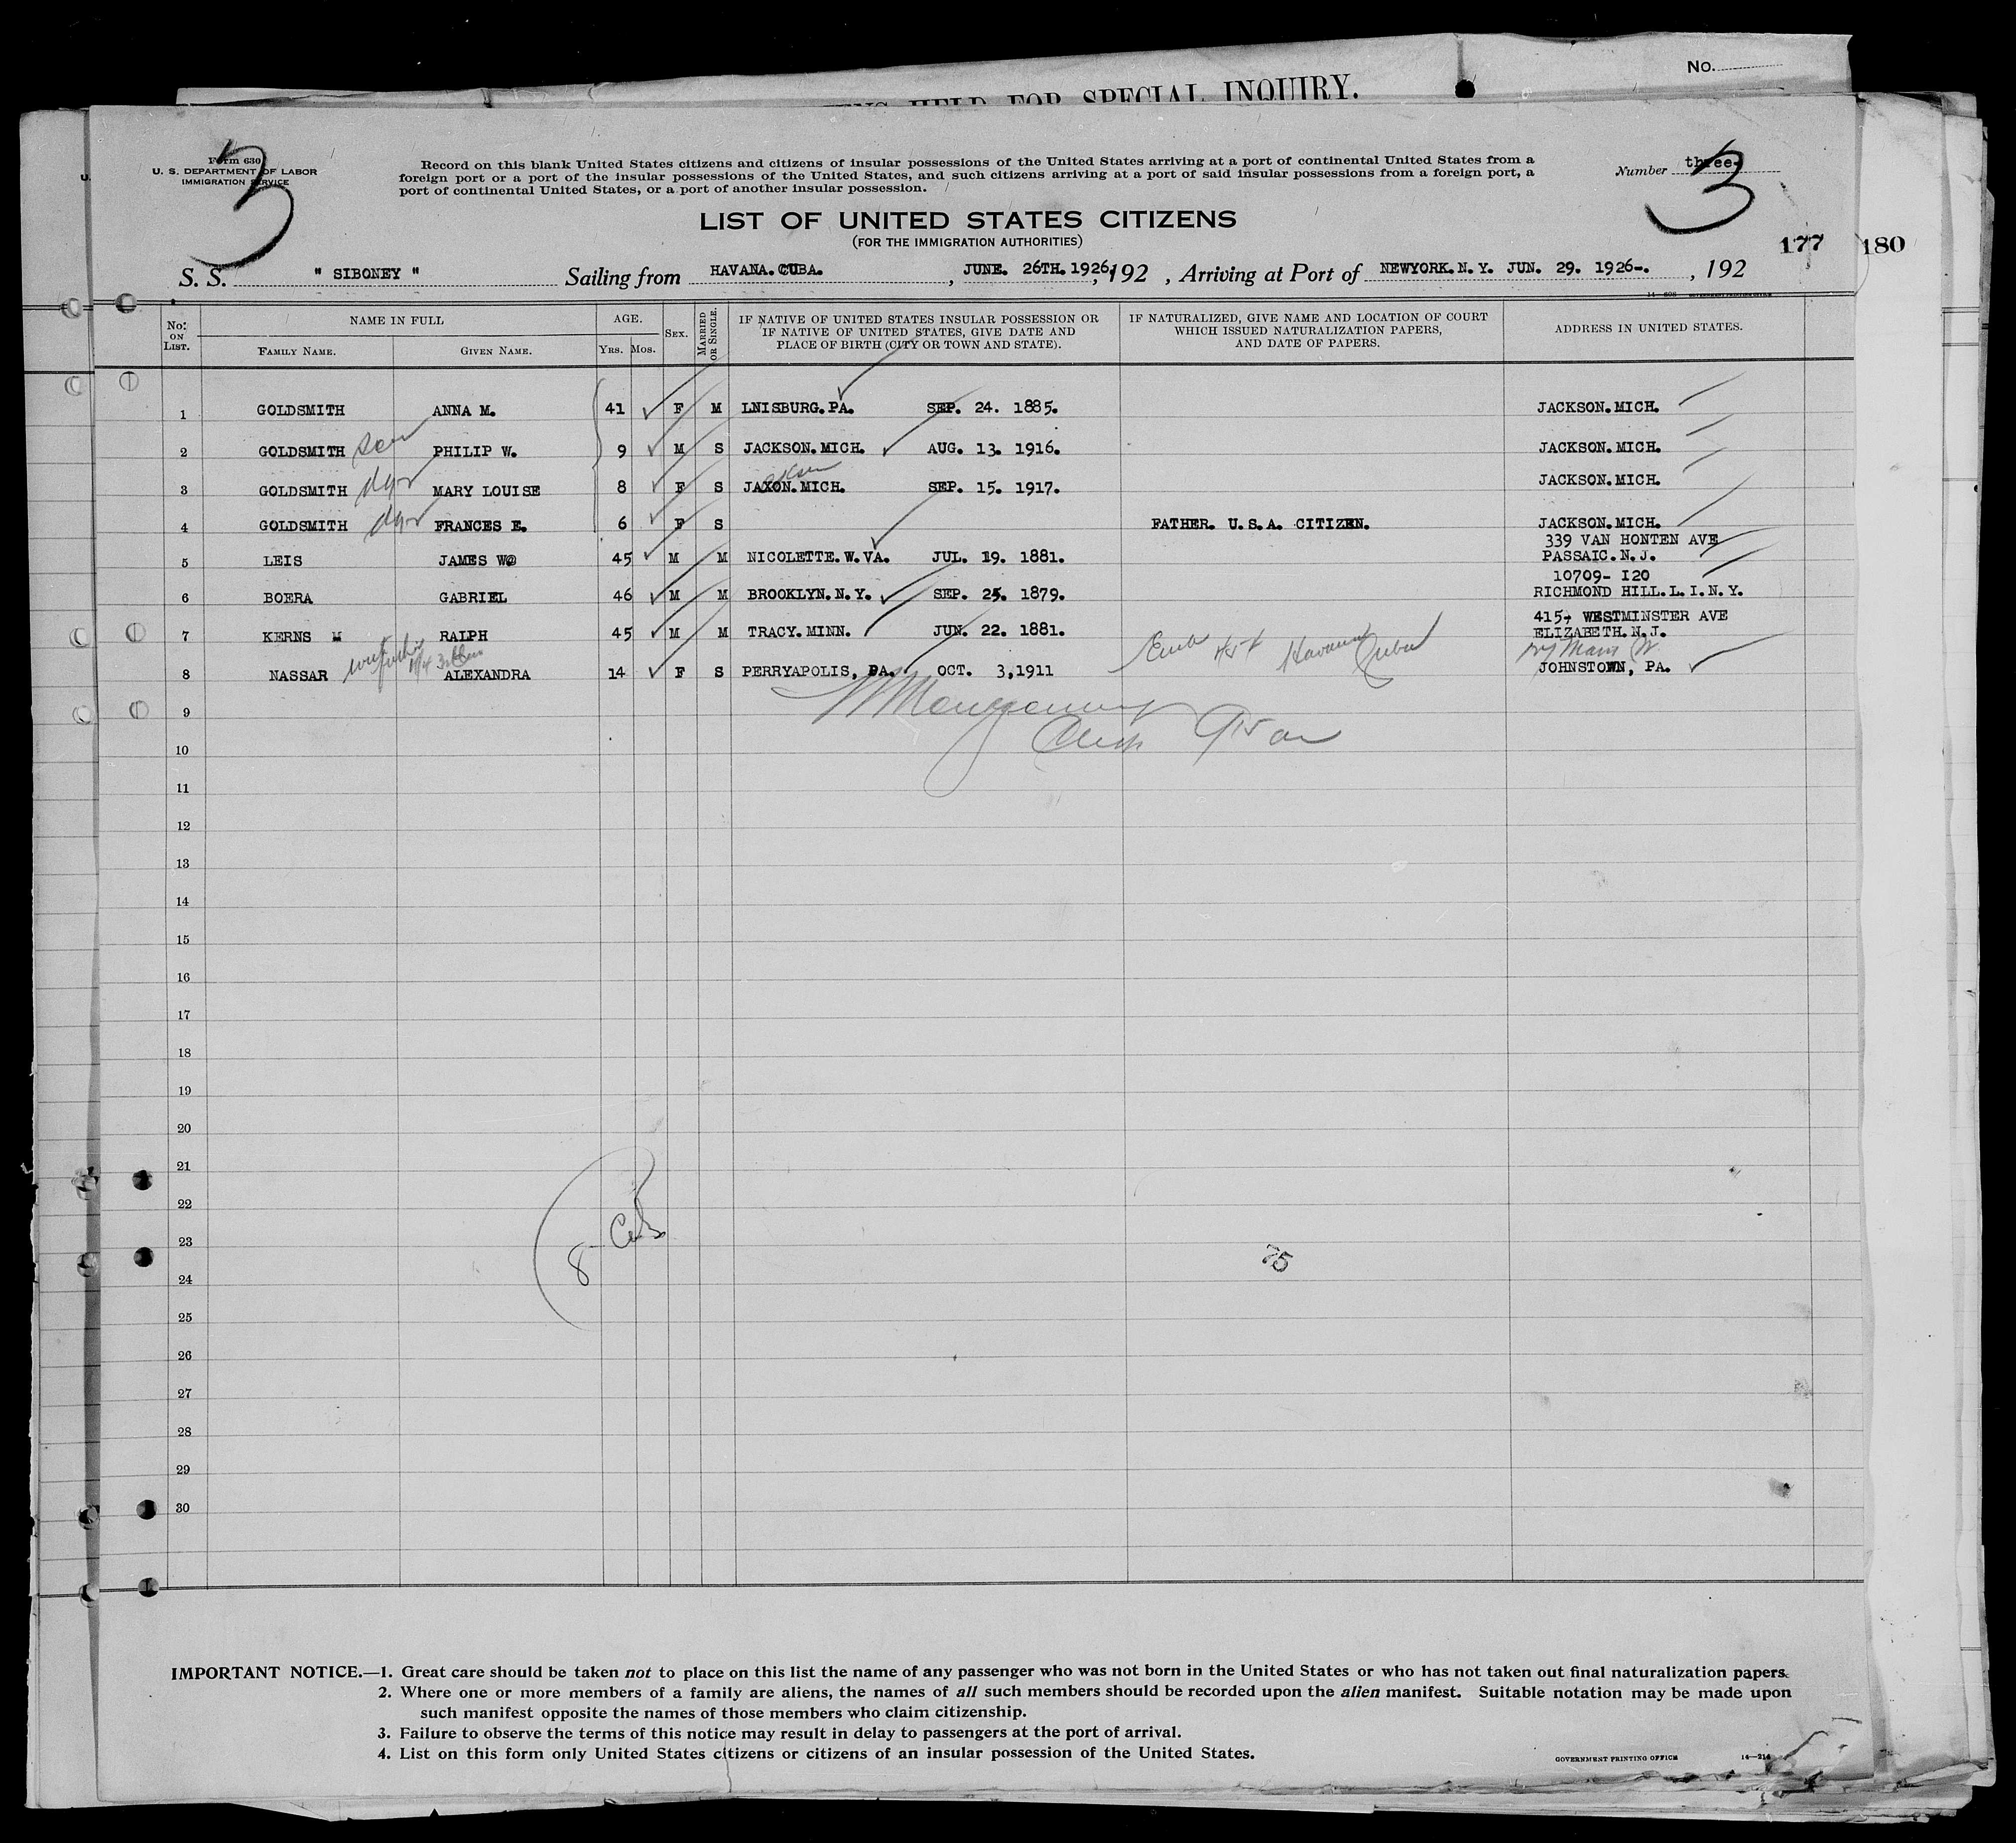 No.
HELD FOR SPECIAL INQUIRY.
Form 630
U. S. DEPARTMENT OF LABOR
IMMIGRATION SERVICE
3
Record on this blank United States citizens and citizens of insular possessions of the United States arriving at a port of continental United States from a
foreign port or a port of the insular possessions of the United States, and such citizens arriving at a port of said insular possessions from a foreign port, a
port of continental United States, or a port of another insular possession.
Number three-
3
LIST OF UNITED STATES CITIZENS
(FOR THE IMMIGRATION AUTHORITIES)
177 180
S. S. " SIBONEY " Sailing from HAVANA. CUBA. , JUNE. 26TH. 1926, 192 , Arriving at Port of NEWYORK. N. Y. JUN. 29. 1926-. , 192
No. ON LIST. NAME IN FULL FAMILY NAME. GIVEN NAME. AGE. YRS. MOS. SEX. MARRIED OR SINGLE. IF NATIVE OF UNITED STATES INSULAR POSSESSION OR IF NATIVE OF UNITED STATES, GIVE DATE AND PLACE OF BIRTH (CITY OR TOWN AND STATE). IF NATURALIZED, GIVE NAME AND LOCATION OF COURT WHICH ISSUED NATURALIZATION PAPERS, AND DATE OF PAPERS. ADDRESS IN UNITED STATES.
1 GOLDSMITH ANNA M. 41 F M LNISBURG. PA. SEP. 24. 1885. JACKSON. MICH.
2 GOLDSMITH son PHILIP W. 9 M S JACKSON. MICH. AUG. 13. 1916. JACKSON. MICH.
3 GOLDSMITH dgr MARY LOUISE 8 F S JAXON. MICH. SEP. 15. 1917. JACKSON. MICH.
4 GOLDSMITH dgr FRANCES E. 6 F S FATHER. U. S. A. CITIZEN. JACKSON. MICH.
339 VAN HONTEN AVE
5 LEIS JAMES W 45 M M NICOLETTE. W. VA. JUL. 19. 1881. PASSAIC. N. J.
10709- I20
6 BOERA GABRIEL 46 M M BROOKLYN. N. Y. SEP. 25. 1879. RICHMOND HILL. L. I. N. Y.
415, WESTMINSTER AVE
7 KERNS M RALPH 45 M M TRACY. MINN. JUN. 22. 1881. ELIZABETH. N. J.
Havana Cuba
Main
8 NASSAR with ALEXANDRA 14 F S PERRYAPOLIS, PA. OCT. 3, 1911 JOHNSTOWN, PA.
9
10
11
12
13
14
15
16
17
18
19
20
21
22
23
24
25
26
27
28
29
30
8
75
IMPORTANT NOTICE.—1. Great care should be taken not to place on this list the name of any passenger who was not born in the United States or who has not taken out final naturalization papers.
2. Where one or more members of a family are aliens, the names of all such members should be recorded upon the alien manifest. Suitable notation may be made upon
such manifest opposite the names of those members who claim citizenship.
3. Failure to observe the terms of this notice may result in delay to passengers at the port of arrival.
4. List on this form only United States citizens or citizens of an insular possession of the United States.
GOVERNMENT PRINTING OFFICE 14—214